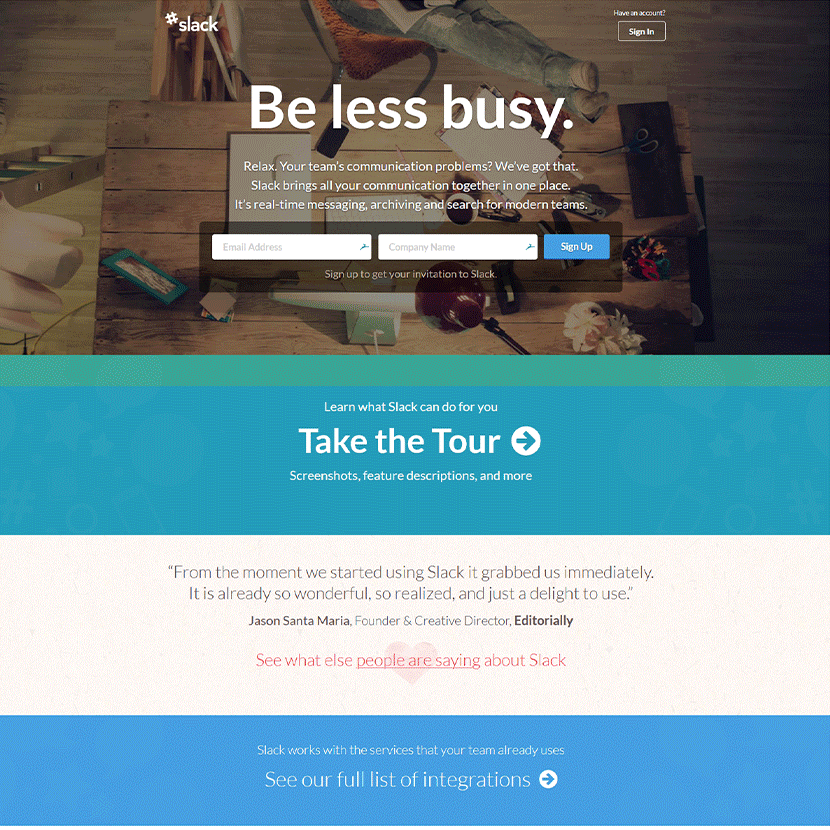 slack
Have an account?
Sign In
Be less busy.
Relax. Your team's communication problems? We've got that.
Slack brings all your communication together in one place.
It's real-time messaging, archiving and search for modern teams.
Email Address
Company Name
Sign Up
Sign up to get your invitation to Slack.
Learn what Slack can do for you
Take the Tour
Screenshots, feature descriptions, and more
“From the moment we started using Slack it grabbed us immediately.
It is already so wonderful, so realized, and just a delight to use.”
Jason Santa Maria, Founder & Creative Director, Editorially
See what else people are saying about Slack
Slack works with the services that your team already uses
See our full list of integrations